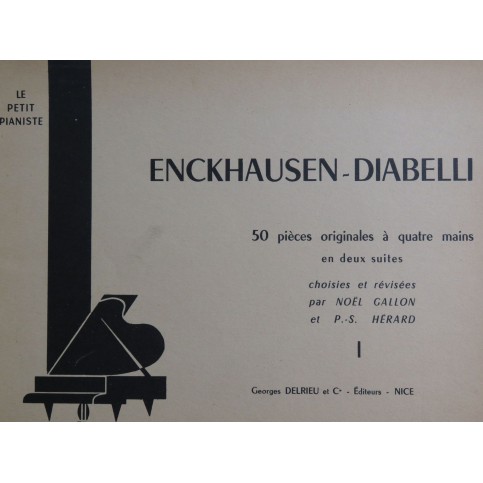 LE
PETIT
PIANISTE
ENCKHAUSEN-DIABELLI
50 pièces originales à quatre mains
en deux suites
choisies et révisées
par NOËL GALLON
et P.-S. HÉRARD
I
Georges DELRIEU et Cie - Éditeurs - NICE